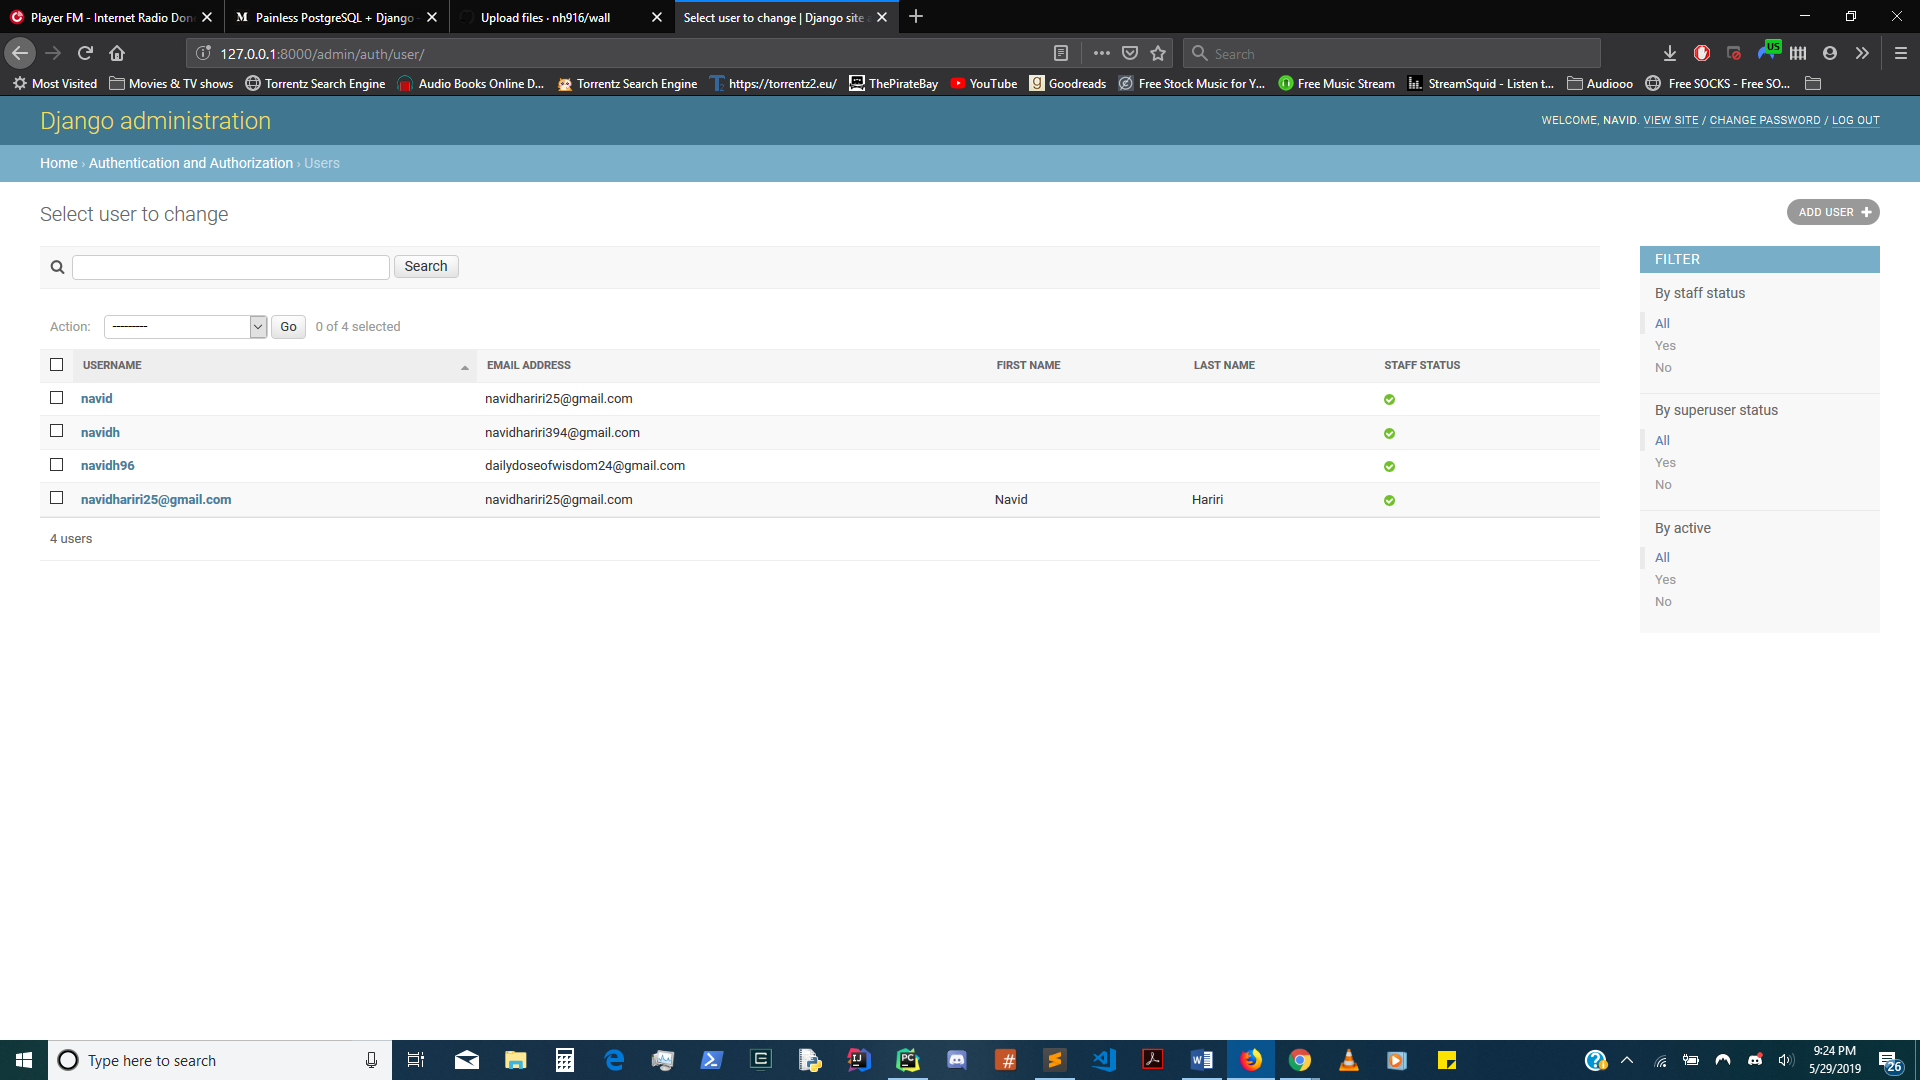 Player FM - Internet Radio Don
Painless PostgreSQL + Django -
Upload files · nh916/wall
Select user to change | Django site a
127.0.0.1:8000/admin/auth/user/
Search
US
Most Visited
Movies & TV shows
Torrentz Search Engine
Audio Books Online D...
Torrentz Search Engine
https://torrentz2.eu/
ThePirateBay
YouTube
Goodreads
Free Stock Music for Y...
Free Music Stream
StreamSquid - Listen t...
Audiooo
Free SOCKS - Free SO...
Django administration
WELCOME, NAVID. VIEW SITE / CHANGE PASSWORD / LOG OUT
Home › Authentication and Authorization › Users
Select user to change
ADD USER +
Search
Action: --------- Go 0 of 4 selected
USERNAME EMAIL ADDRESS FIRST NAME LAST NAME STAFF STATUS
navid navidhariri25@gmail.com
navidh navidhariri394@gmail.com
navidh96 dailydoseofwisdom24@gmail.com
navidhariri25@gmail.com navidhariri25@gmail.com Navid Hariri
4 users
FILTER
By staff status
All
Yes
No
By superuser status
All
Yes
No
By active
All
Yes
No
Type here to search
9:24 PM
5/29/2019
26